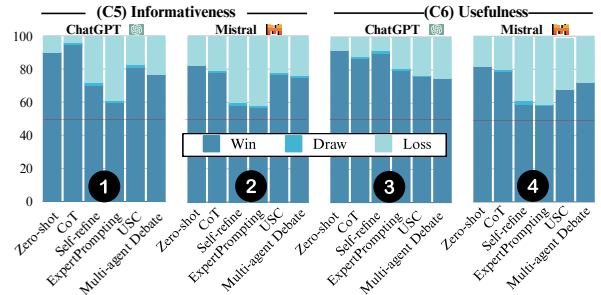 (C5) Informativeness
(C6) Usefulness
ChatGPT
Mistral
ChatGPT
Mistral
100
80
60
40
20
0
Win
Draw
Loss
1
2
3
4
Zero-shot
CoT
Self-refine
ExpertPrompting
USC
Multi-agent Debate
Zero-shot
CoT
Self-refine
ExpertPrompting
USC
Multi-agent Debate
Zero-shot
CoT
Self-refine
ExpertPrompting
USC
Multi-agent Debate
Zero-shot
CoT
Self-refine
ExpertPrompting
USC
Multi-agent Debate